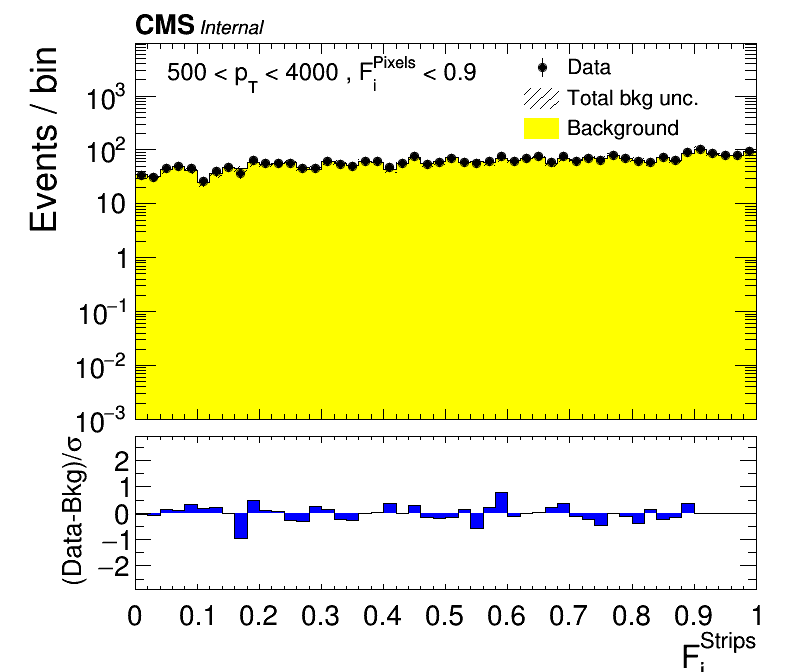 CMS Internal
500 < p_T < 4000 , F_i^Pixels < 0.9
Data
Total bkg unc.
Background
Events / bin
10^3
10^2
10
1
10^−1
10^−2
10^−3
(Data-Bkg)/σ
2
1
0
−1
−2
0 0.1 0.2 0.3 0.4 0.5 0.6 0.7 0.8 0.9 1
F_i^Strips